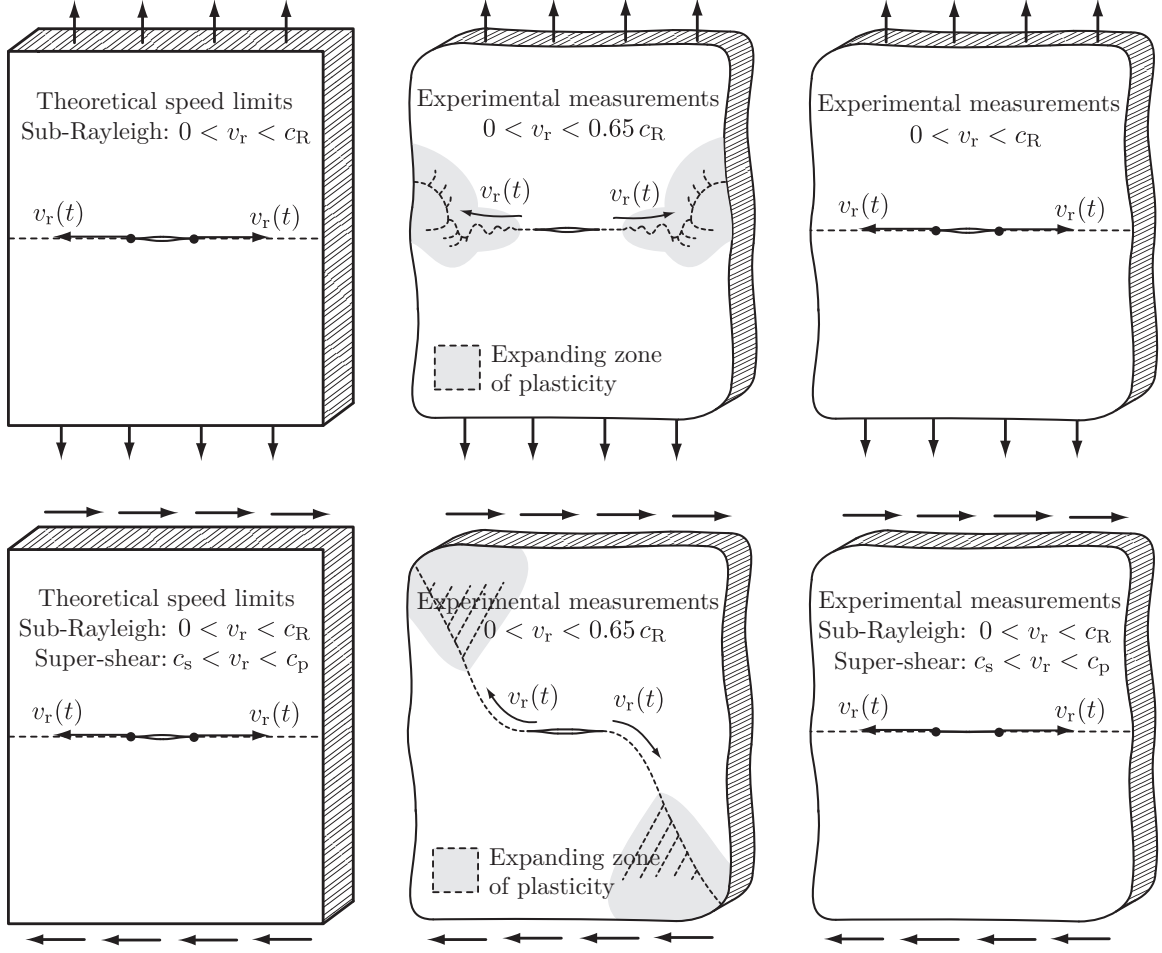 Theoretical speed limits
Sub-Rayleigh: 0 < v_r < c_R
v_r(t)
v_r(t)
Experimental measurements
0 < v_r < 0.65 c_R
v_r(t)
v_r(t)
Expanding zone
of plasticity
Experimental measurements
0 < v_r < c_R
v_r(t)
v_r(t)
Theoretical speed limits
Sub-Rayleigh: 0 < v_r < c_R
Super-shear: c_s < v_r < c_p
v_r(t)
v_r(t)
Experimental measurements
0 < v_r < 0.65 c_R
v_r(t)
v_r(t)
Expanding zone
of plasticity
Experimental measurements
Sub-Rayleigh: 0 < v_r < c_R
Super-shear: c_s < v_r < c_p
v_r(t)
v_r(t)